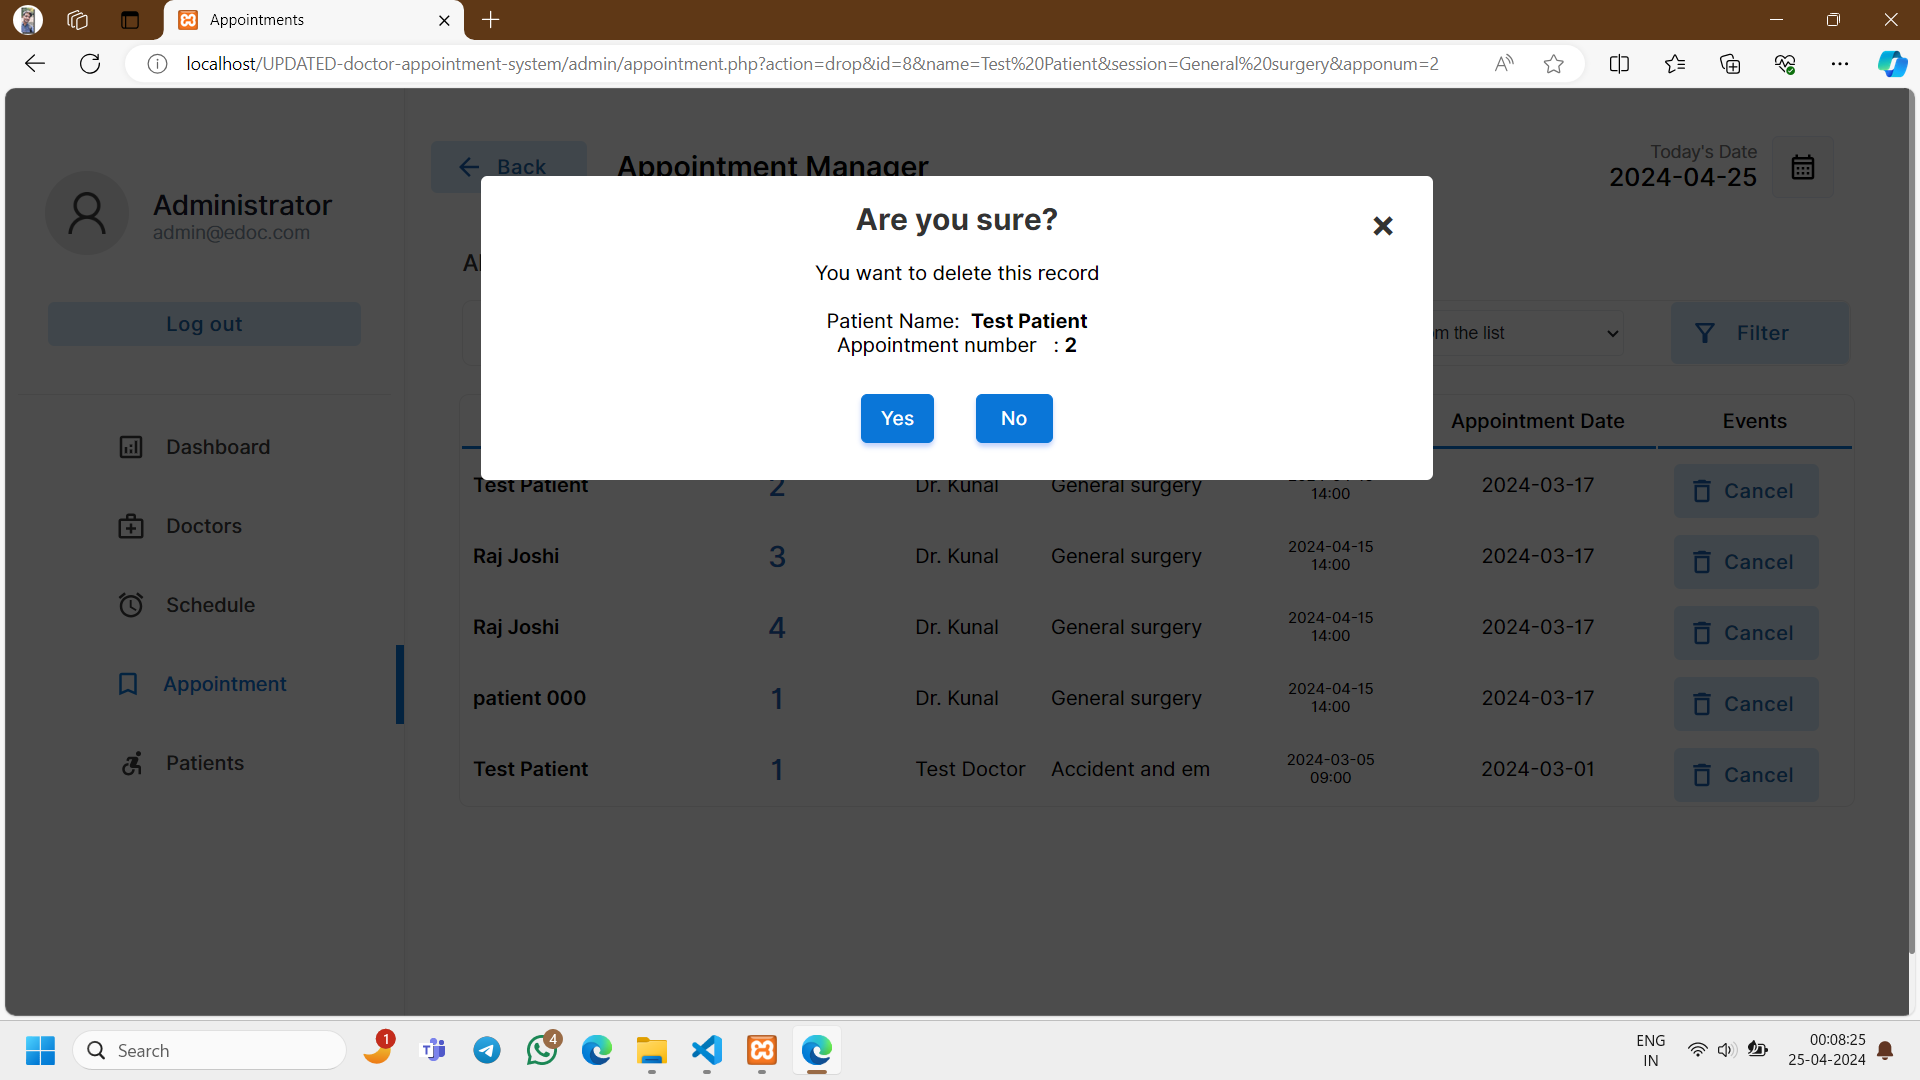 Appointments
localhost/UPDATED-doctor-appointment-system/admin/appointment.php?action=drop&id=8&name=Test%20Patient&session=General%20surgery&apponum=2
Administrator
admin@edoc.com
Log out
Dashboard
Doctors
Schedule
Appointment
Patients
Back
Appointment Manager
Today's Date
2024-04-25
Are you sure?
You want to delete this record
Patient Name: Test Patient
Appointment number : 2
Yes No
the list
Filter
Appointment Date Events
Test Patient 2 Dr. Kunal General surgery 14:00 2024-03-17 Cancel
Raj Joshi 3 Dr. Kunal General surgery 2024-04-15 14:00 2024-03-17 Cancel
Raj Joshi 4 Dr. Kunal General surgery 2024-04-15 14:00 2024-03-17 Cancel
patient 000 1 Dr. Kunal General surgery 2024-04-15 14:00 2024-03-17 Cancel
Test Patient 1 Test Doctor Accident and em 2024-03-05 09:00 2024-03-01 Cancel
Search
1
4
ENG
IN
00:08:25
25-04-2024